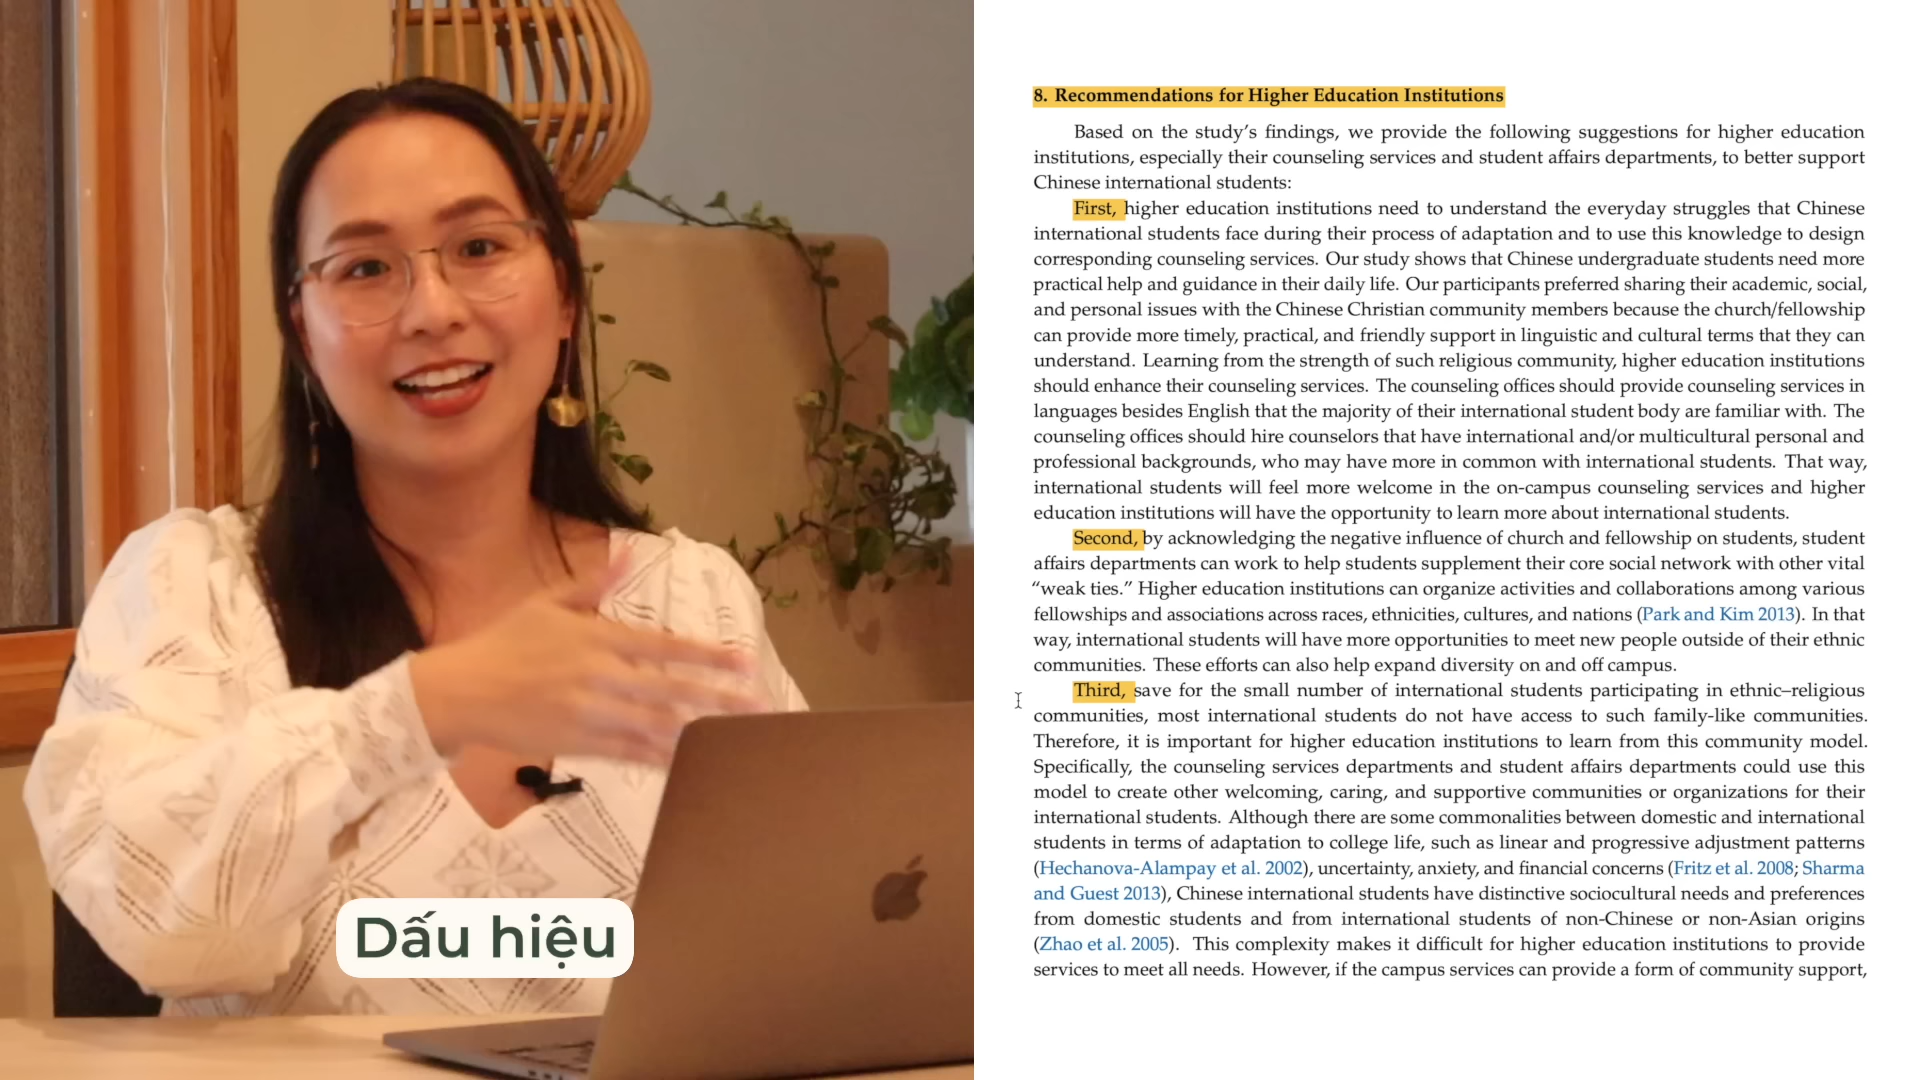 Dấu hiệu
8. Recommendations for Higher Education Institutions
Based on the study’s findings, we provide the following suggestions for higher education
institutions, especially their counseling services and student affairs departments, to better support
Chinese international students:
First, higher education institutions need to understand the everyday struggles that Chinese
international students face during their process of adaptation and to use this knowledge to design
corresponding counseling services. Our study shows that Chinese undergraduate students need more
practical help and guidance in their daily life. Our participants preferred sharing their academic, social,
and personal issues with the Chinese Christian community members because the church/fellowship
can provide more timely, practical, and friendly support in linguistic and cultural terms that they can
understand. Learning from the strength of such religious community, higher education institutions
should enhance their counseling services. The counseling offices should provide counseling services in
languages besides English that the majority of their international student body are familiar with. The
counseling offices should hire counselors that have international and/or multicultural personal and
professional backgrounds, who may have more in common with international students. That way,
international students will feel more welcome in the on-campus counseling services and higher
education institutions will have the opportunity to learn more about international students.
Second, by acknowledging the negative influence of church and fellowship on students, student
affairs departments can work to help students supplement their core social network with other vital
“weak ties.” Higher education institutions can organize activities and collaborations among various
fellowships and associations across races, ethnicities, cultures, and nations (Park and Kim 2013). In that
way, international students will have more opportunities to meet new people outside of their ethnic
communities. These efforts can also help expand diversity on and off campus.
Third, save for the small number of international students participating in ethnic–religious
communities, most international students do not have access to such family-like communities.
Therefore, it is important for higher education institutions to learn from this community model.
Specifically, the counseling services departments and student affairs departments could use this
model to create other welcoming, caring, and supportive communities or organizations for their
international students. Although there are some commonalities between domestic and international
students in terms of adaptation to college life, such as linear and progressive adjustment patterns
(Hechanova-Alampay et al. 2002), uncertainty, anxiety, and financial concerns (Fritz et al. 2008; Sharma
and Guest 2013), Chinese international students have distinctive sociocultural needs and preferences
from domestic students and from international students of non-Chinese or non-Asian origins
(Zhao et al. 2005). This complexity makes it difficult for higher education institutions to provide
services to meet all needs. However, if the campus services can provide a form of community support,